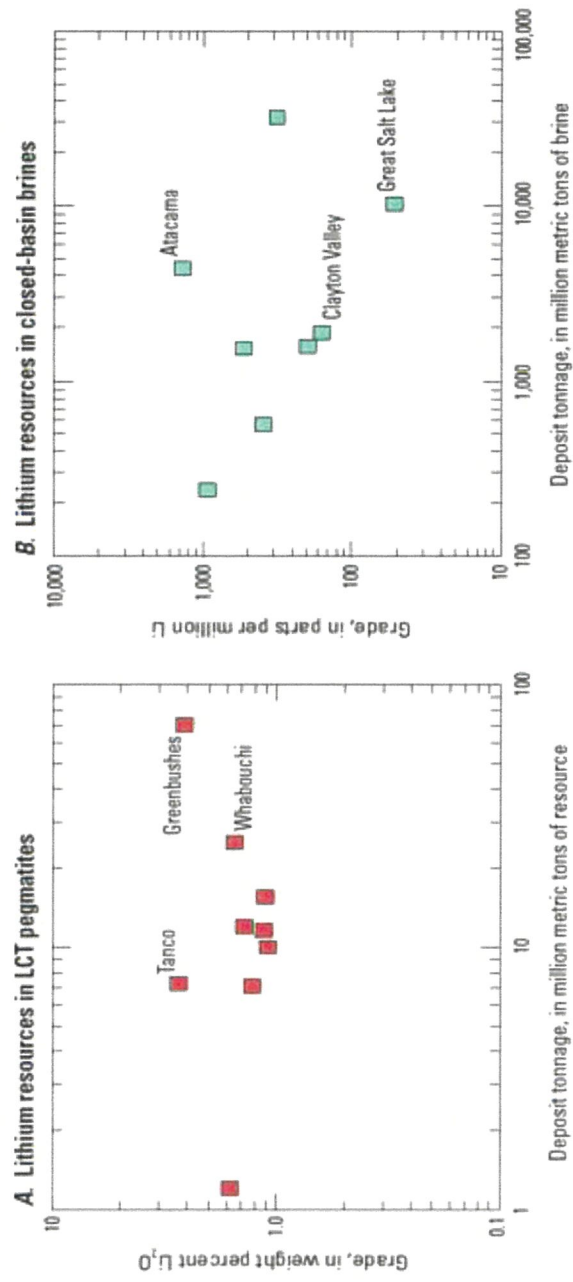 A. Lithium resources in LCT pegmatites
10
1.0
0.1
Grade, in weight percent Li₂O
Tanco
Greenbushes
Whabouchi
1
10
100
Deposit tonnage, in million metric tons of resource
B. Lithium resources in closed-basin brines
10,000
1,000
100
10
Grade, in parts per million Li
Atacama
Clayton Valley
Great Salt Lake
100
1,000
10,000
100,000
Deposit tonnage, in million metric tons of brine